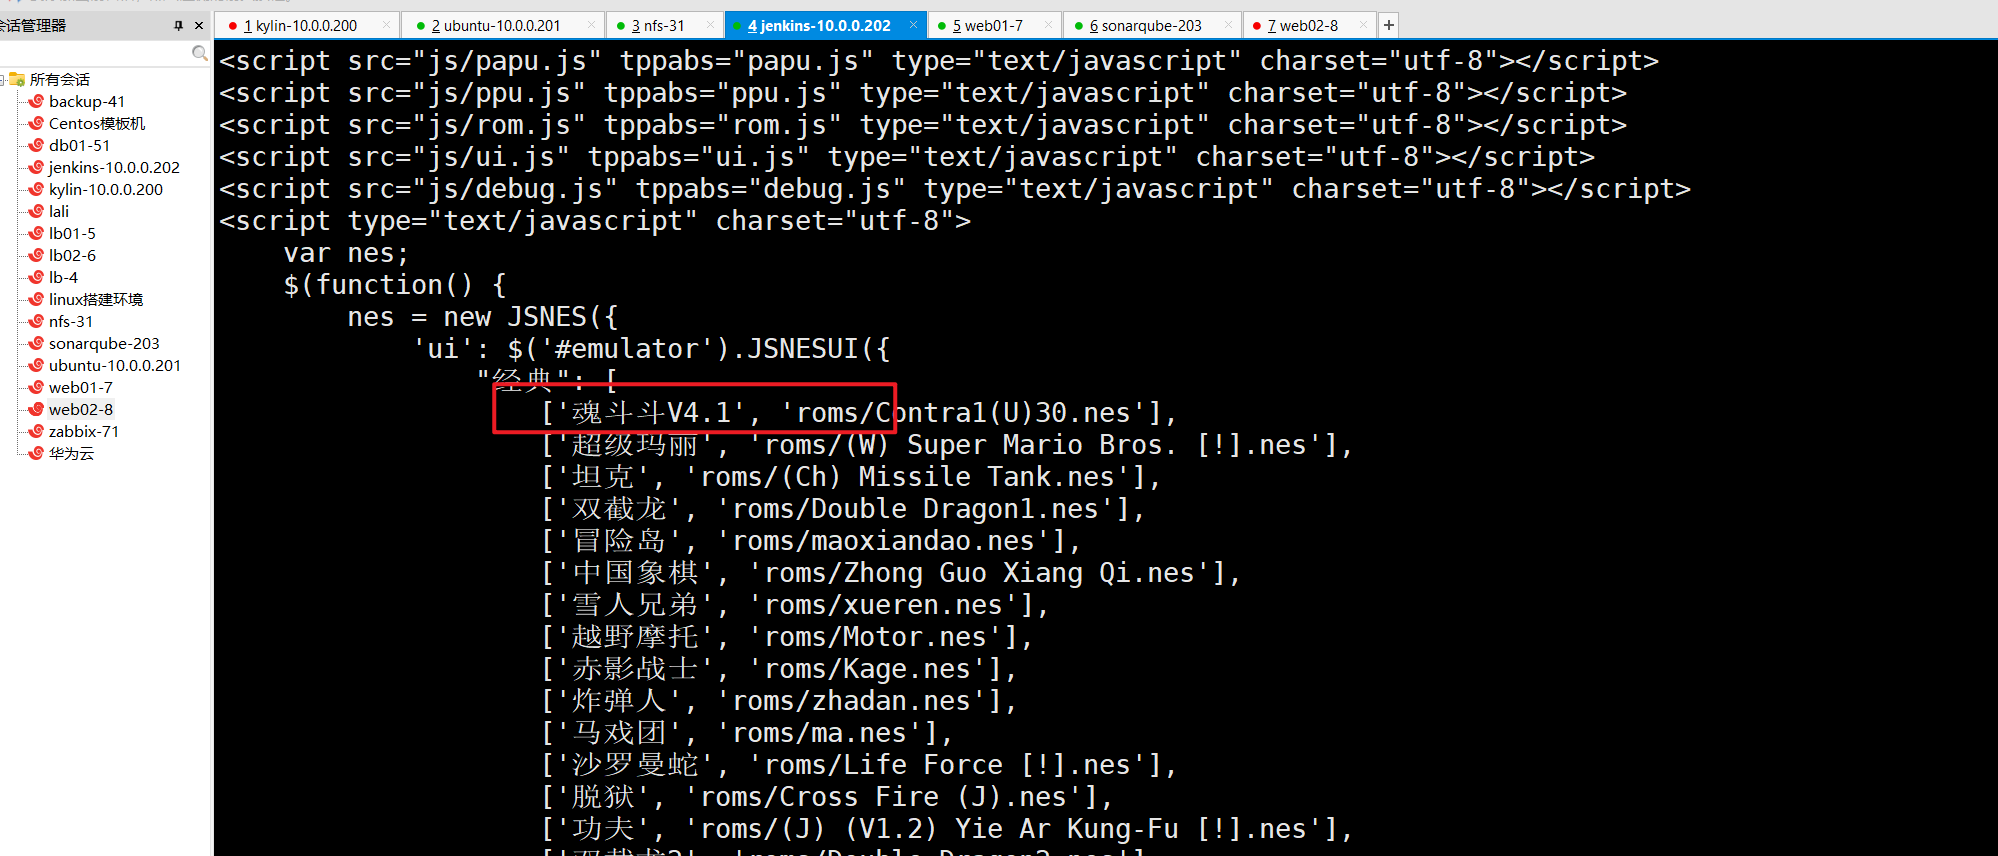 会话管理器
1 kylin-10.0.0.200
2 ubuntu-10.0.0.201
3 nfs-31
4 jenkins-10.0.0.202
5 web01-7
6 sonarqube-203
7 web02-8
所有会话
backup-41
Centos模板机
db01-51
jenkins-10.0.0.202
kylin-10.0.0.200
lali
lb01-5
lb02-6
lb-4
linux搭建环境
nfs-31
sonarqube-203
ubuntu-10.0.0.201
web01-7
web02-8
zabbix-71
华为云
<script src="js/papu.js" tppabs="papu.js" type="text/javascript" charset="utf-8"></script>
<script src="js/ppu.js" tppabs="ppu.js" type="text/javascript" charset="utf-8"></script>
<script src="js/rom.js" tppabs="rom.js" type="text/javascript" charset="utf-8"></script>
<script src="js/ui.js" tppabs="ui.js" type="text/javascript" charset="utf-8"></script>
<script src="js/debug.js" tppabs="debug.js" type="text/javascript" charset="utf-8"></script>
<script type="text/javascript" charset="utf-8">
var nes;
$(function() {
nes = new JSNES({
'ui': $('#emulator').JSNESUI({
"经典": [
['魂斗斗V4.1', 'roms/Contra1(U)30.nes'],
['超级玛丽', 'roms/(W) Super Mario Bros. [!].nes'],
['坦克', 'roms/(Ch) Missile Tank.nes'],
['双截龙', 'roms/Double Dragon1.nes'],
['冒险岛', 'roms/maoxiandao.nes'],
['中国象棋', 'roms/Zhong Guo Xiang Qi.nes'],
['雪人兄弟', 'roms/xueren.nes'],
['越野摩托', 'roms/Motor.nes'],
['赤影战士', 'roms/Kage.nes'],
['炸弹人', 'roms/zhadan.nes'],
['马戏团', 'roms/ma.nes'],
['沙罗曼蛇', 'roms/Life Force [!].nes'],
['脱狱', 'roms/Cross Fire (J).nes'],
['功夫', 'roms/(J) (V1.2) Yie Ar Kung-Fu [!].nes'],
['双截龙2', 'roms/Double Dragon2.nes'],